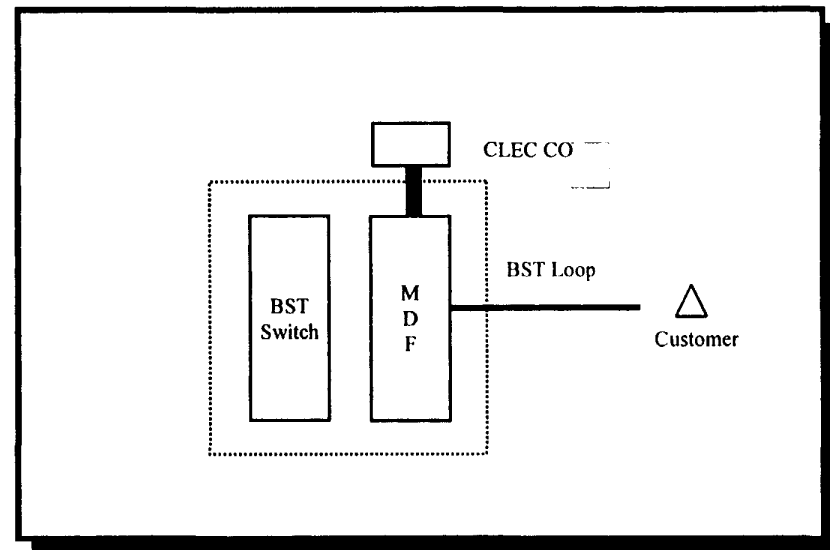 CLEC CO
BST Loop
BST
Switch
M
D
F
Customer